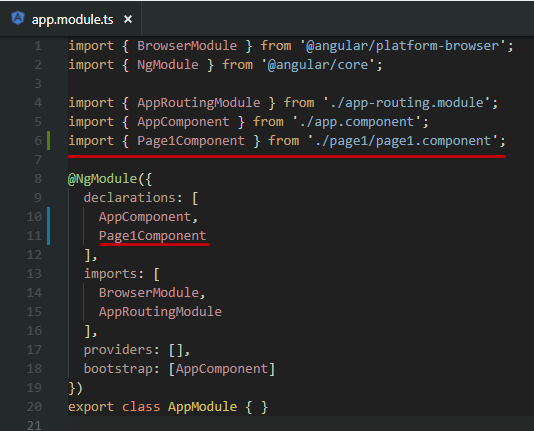 app.module.ts ×
1 import { BrowserModule } from '@angular/platform-browser';
2 import { NgModule } from '@angular/core';
3
4 import { AppRoutingModule } from './app-routing.module';
5 import { AppComponent } from './app.component';
6 import { Page1Component } from './page1/page1.component';
7
8 @NgModule({
9   declarations: [
10     AppComponent,
11     Page1Component
12   ],
13   imports: [
14     BrowserModule,
15     AppRoutingModule
16   ],
17   providers: [],
18   bootstrap: [AppComponent]
19 })
20 export class AppModule { }
21